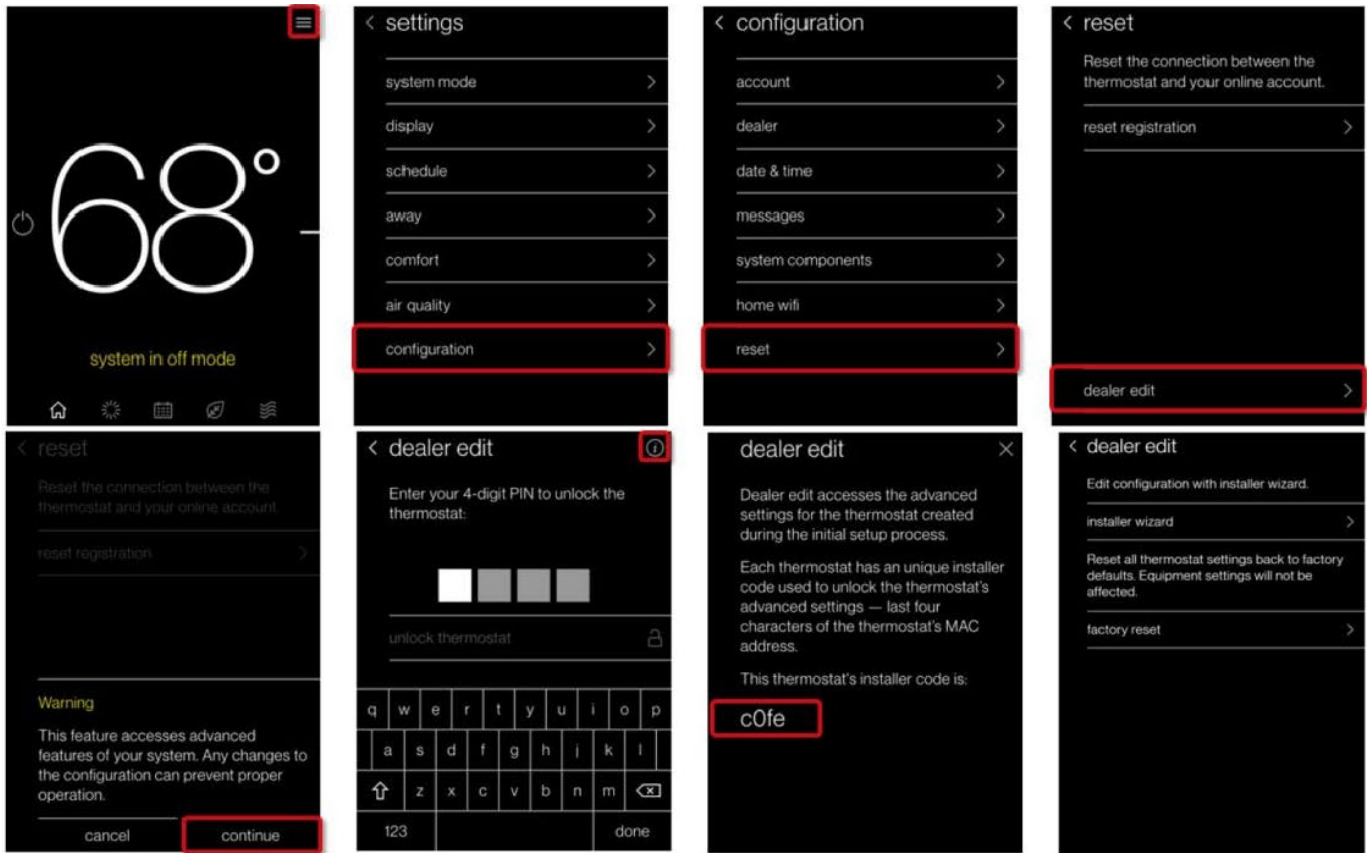 68°
system in off mode
settings
system mode
display
schedule
away
comfort
air quality
configuration
configuration
account
dealer
date & time
messages
system components
home wifi
reset
reset
Reset the connection between the
thermostat and your online account.
reset registration
dealer edit
reset
Reset the connection between the
thermostat and your online account.
reset registration
Warning
This feature accesses advanced
features of your system. Any changes to
the configuration can prevent proper
operation.
cancel continue
dealer edit
Enter your 4-digit PIN to unlock the
thermostat:
unlock thermostat
q w e r t y u i o p
a s d f g h j k l
z x c v b n m
123 done
dealer edit
Dealer edit accesses the advanced
settings for the thermostat created
during the initial setup process.
Each thermostat has an unique installer
code used to unlock the thermostat's
advanced settings — last four
characters of the thermostat's MAC
address.
This thermostat's installer code is:
c0fe
dealer edit
Edit configuration with installer wizard.
installer wizard
Reset all thermostat settings back to factory
defaults. Equipment settings will not be
affected.
factory reset